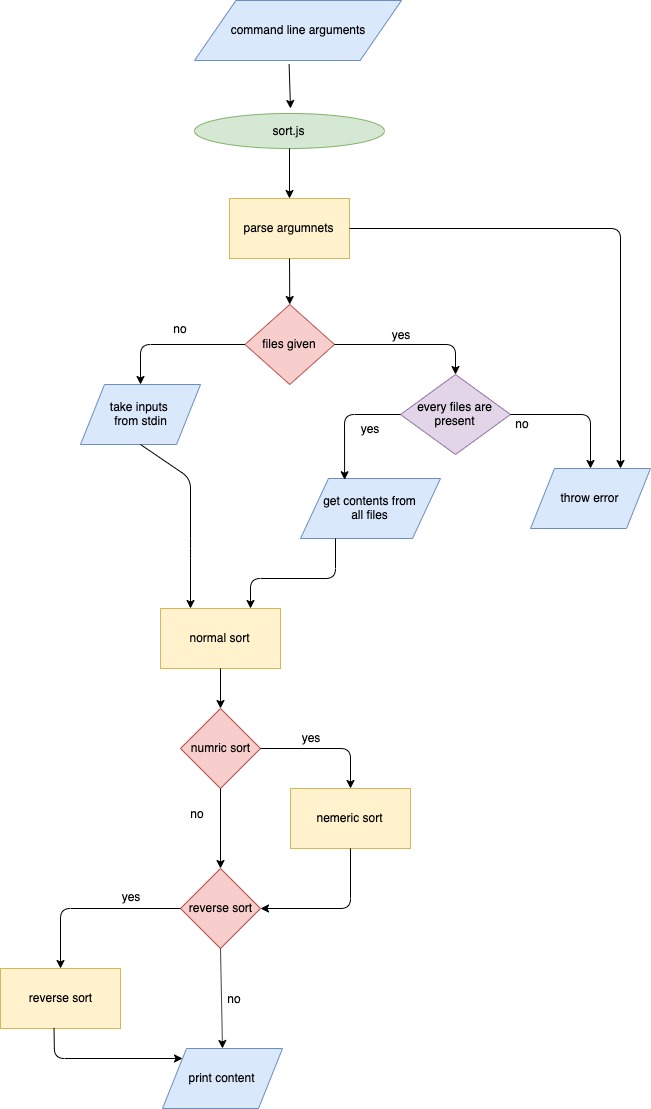 command line arguments
sort.js
parse argumnets
files given
no
yes
take inputs
from stdin
every files are
present
yes
no
get contents from
all files
throw error
normal sort
numric sort
yes
no
nemeric sort
reverse sort
yes
no
reverse sort
print content